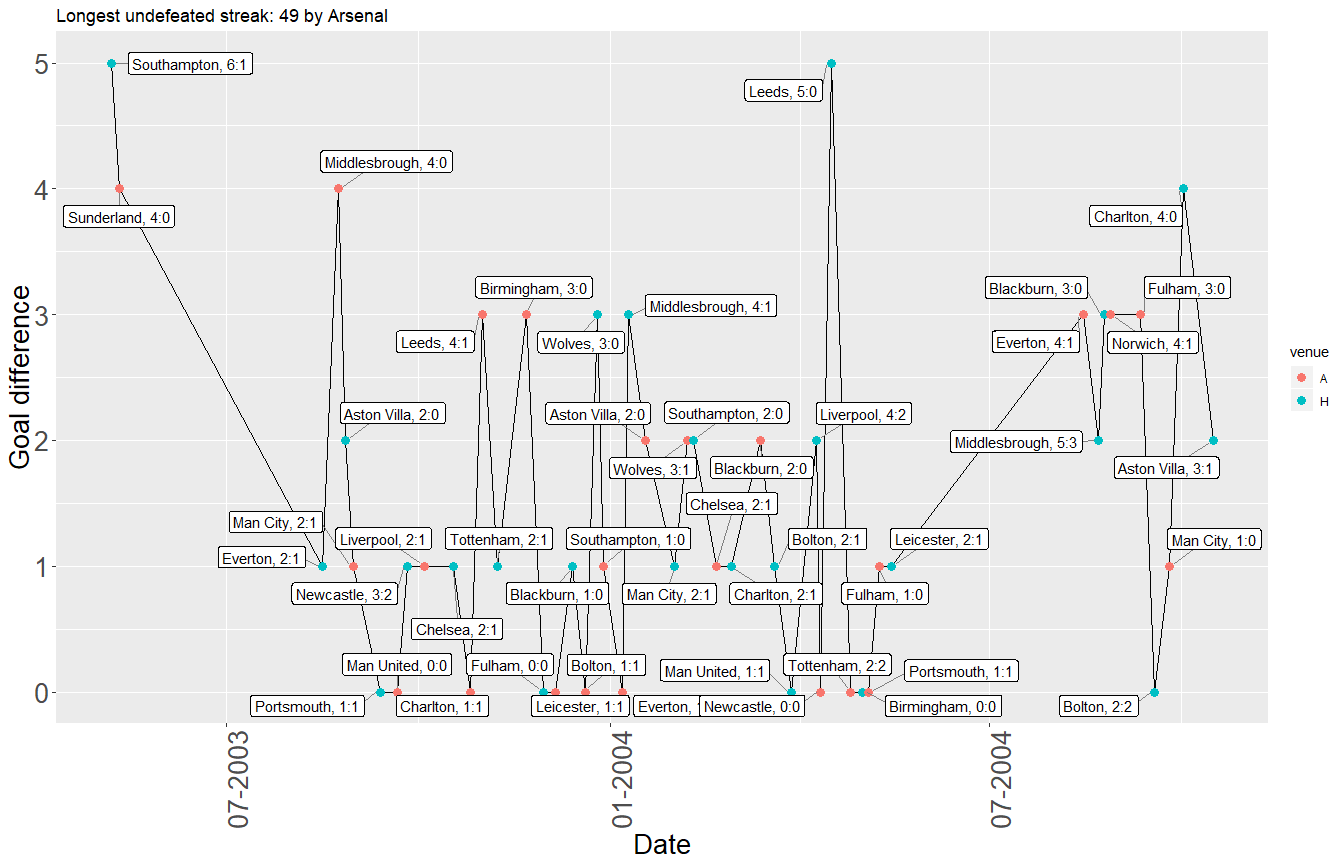 Longest undefeated streak: 49 by Arsenal
5
Southampton, 6:1
Leeds, 5:0
Middlesbrough, 4:0
4
Sunderland, 4:0
Charlton, 4:0
Birmingham, 3:0
Blackburn, 3:0
Fulham, 3:0
Middlesbrough, 4:1
3
Leeds, 4:1
Wolves, 3:0
Everton, 4:1
Norwich, 4:1
venue
A
H
Goal difference
Aston Villa, 2:0
Aston Villa, 2:0
Southampton, 2:0
Liverpool, 4:2
2
Middlesbrough, 5:3
Wolves, 3:1
Blackburn, 2:0
Aston Villa, 3:1
Chelsea, 2:1
Man City, 2:1
Liverpool, 2:1
Tottenham, 2:1
Southampton, 1:0
Bolton, 2:1
Leicester, 2:1
Man City, 1:0
Everton, 2:1
1
Newcastle, 3:2
Blackburn, 1:0
Man City, 2:1
Charlton, 2:1
Fulham, 1:0
Chelsea, 2:1
Man United, 0:0
Fulham, 0:0
Bolton, 1:1
Man United, 1:1
Tottenham, 2:2
Portsmouth, 1:1
0
Portsmouth, 1:1
Charlton, 1:1
Leicester, 1:1
Everton,
Newcastle, 0:0
Birmingham, 0:0
Bolton, 2:2
07-2003
01-2004
07-2004
Date